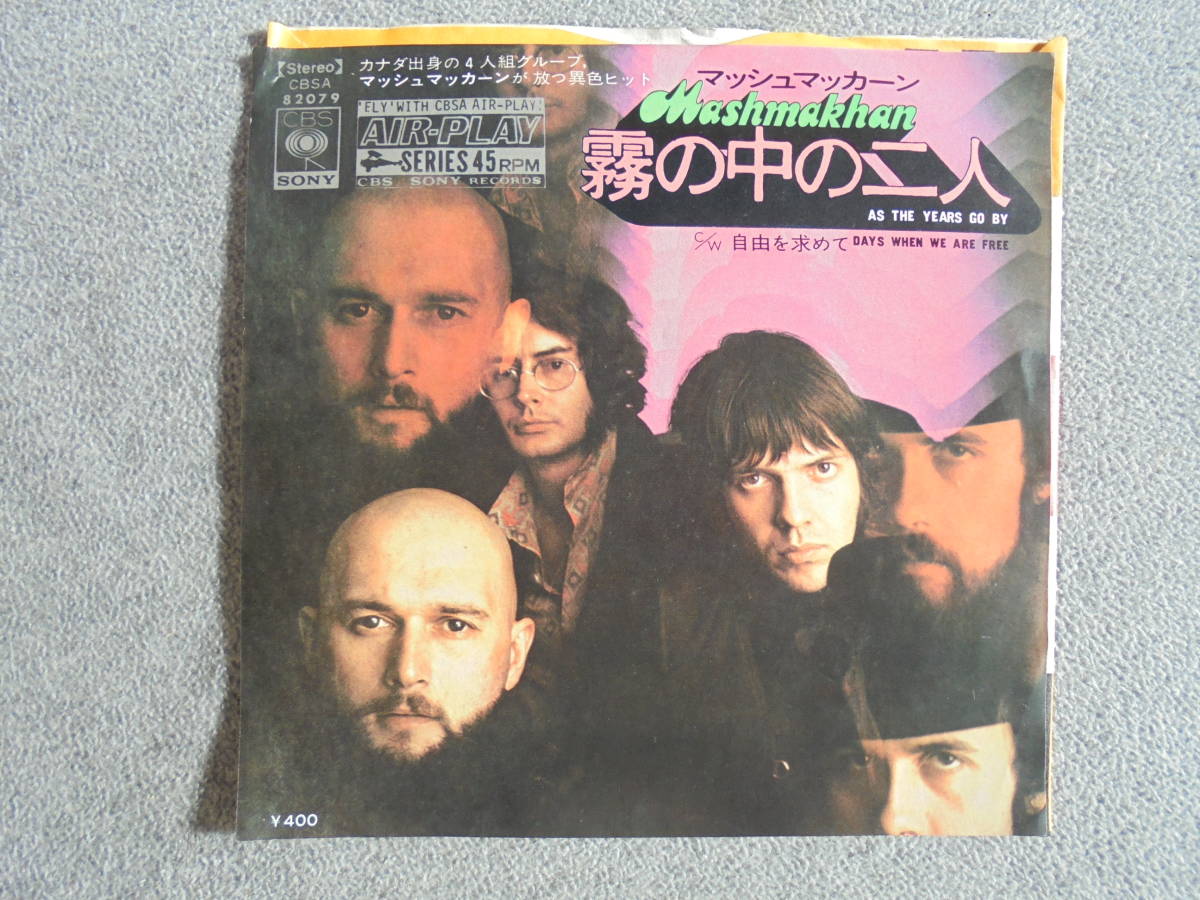 Stereo
CBSA
82079
CBS
SONY
カナダ出身の4人組グループ,
マッシュマッカーンが放つ異色ヒット
'FLY' WITH CBSA AIR-PLAY!
AIR-PLAY
SERIES 45 RPM
CBS SONY RECORDS
マッシュマッカーン
Mashmakhan
霧の中の二人
AS THE YEARS GO BY
C/W 自由を求めて DAYS WHEN WE ARE FREE
¥400